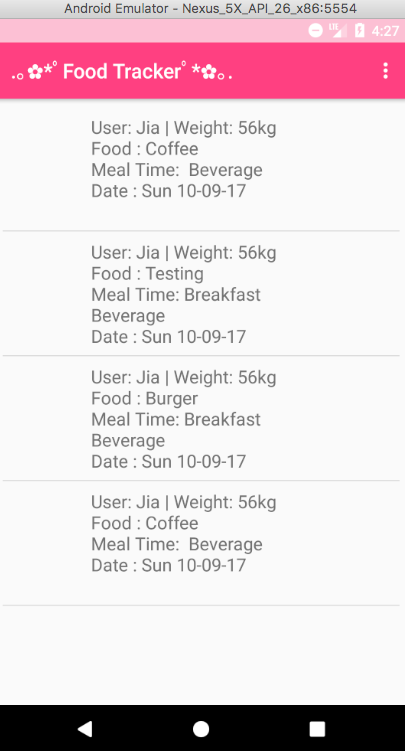 Android Emulator - Nexus_5X_API_26_x86:5554
LTE 4:27
.｡✿*ﾟ Food Trackerﾟ*✿｡.
User: Jia | Weight: 56kg
Food : Coffee
Meal Time:  Beverage
Date : Sun 10-09-17
User: Jia | Weight: 56kg
Food : Testing
Meal Time: Breakfast
Beverage
Date : Sun 10-09-17
User: Jia | Weight: 56kg
Food : Burger
Meal Time: Breakfast
Beverage
Date : Sun 10-09-17
User: Jia | Weight: 56kg
Food : Coffee
Meal Time:  Beverage
Date : Sun 10-09-17